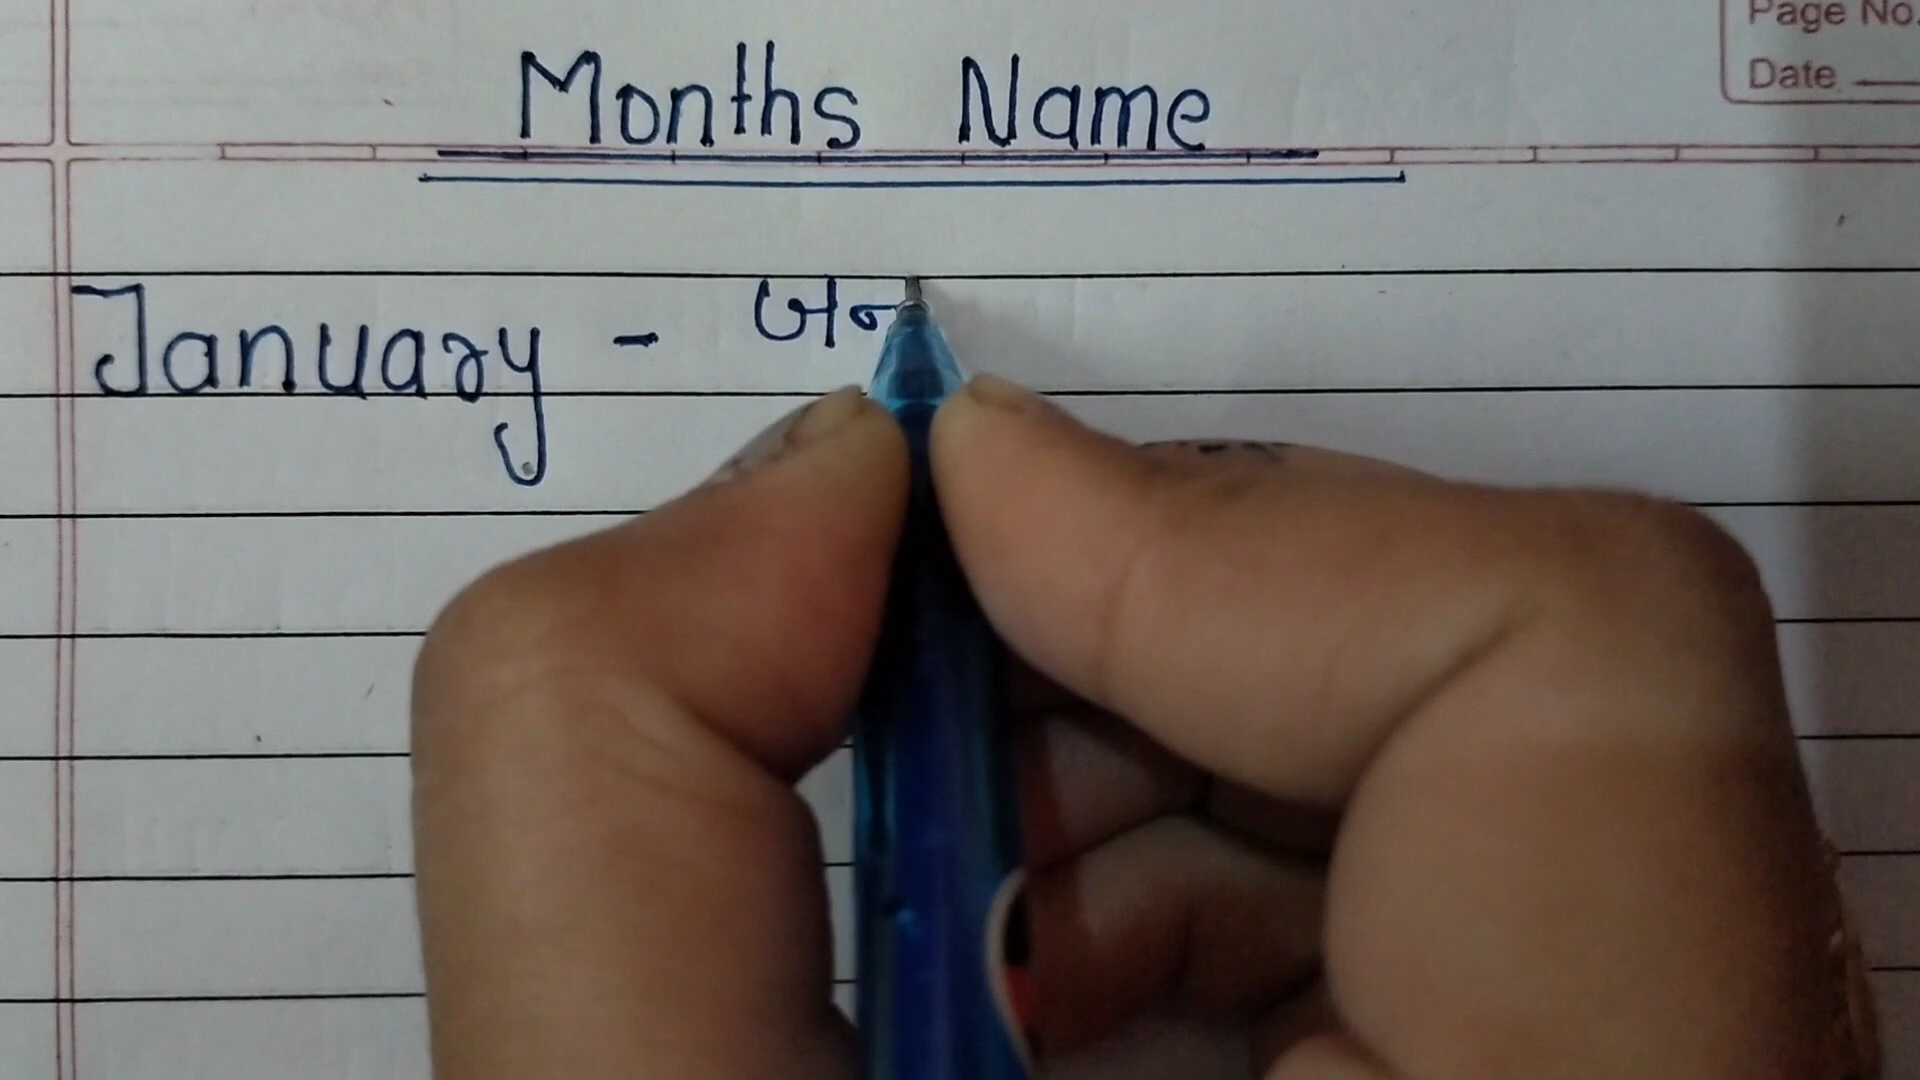 Page No.
Date
Months Name
January - जन